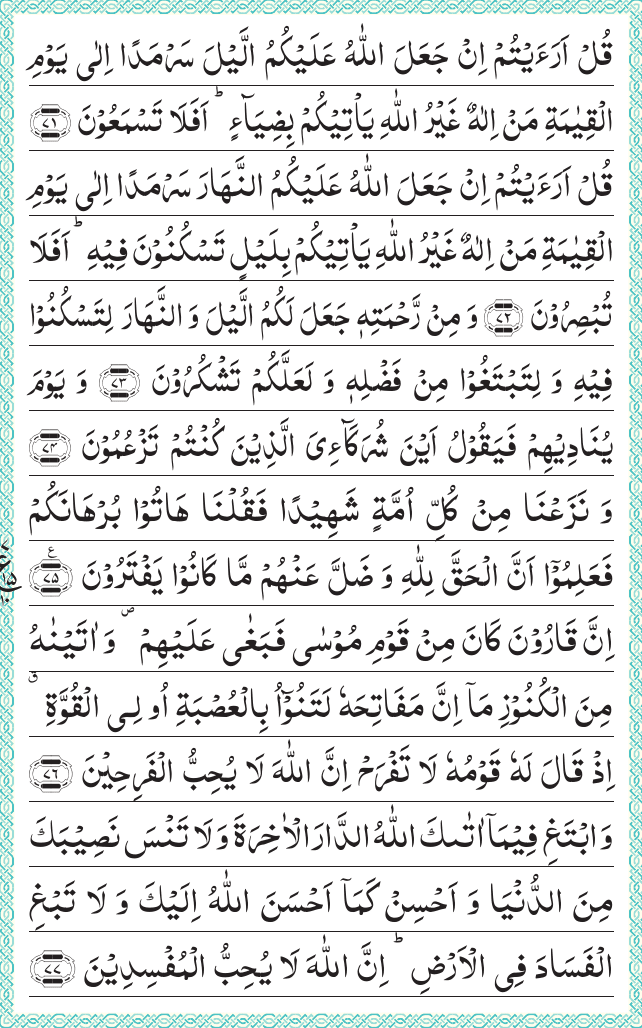 قُلۡ اَرَءَيۡتُمۡ اِنۡ جَعَلَ اللّٰهُ عَلَيۡكُمُ الَّيۡلَ سَرۡمَدًا اِلٰى يَوۡمِ
الۡقِيٰمَةِ مَنۡ اِلٰهٌ غَيۡرُ اللّٰهِ يَاۡتِيۡكُمۡ بِضِيَآءٍ‌ ؕ اَفَلَا تَسۡمَعُوۡنَ ﴿۷۱﴾
قُلۡ اَرَءَيۡتُمۡ اِنۡ جَعَلَ اللّٰهُ عَلَيۡكُمُ النَّهَارَ سَرۡمَدًا اِلٰى يَوۡمِ
الۡقِيٰمَةِ مَنۡ اِلٰهٌ غَيۡرُ اللّٰهِ يَاۡتِيۡكُمۡ بِلَيۡلٍ تَسۡكُنُوۡنَ فِيۡهِ‌ ؕ اَفَلَا
تُبۡصِرُوۡنَ ﴿۷۲﴾ وَ مِنۡ رَّحۡمَتِهٖ جَعَلَ لَكُمُ الَّيۡلَ وَ النَّهَارَ لِتَسۡكُنُوۡا
فِيۡهِ وَ لِتَبۡتَغُوۡا مِنۡ فَضۡلِهٖ وَ لَعَلَّكُمۡ تَشۡكُرُوۡنَ ﴿۷۳﴾ وَ يَوۡمَ
يُنَادِيۡهِمۡ فَيَقُوۡلُ اَيۡنَ شُرَكَآءِىَ الَّذِيۡنَ كُنۡتُمۡ تَزۡعُمُوۡنَ ﴿۷۴﴾
وَ نَزَعۡنَا مِنۡ كُلِّ اُمَّةٍ شَهِيۡدًا فَقُلۡنَا هَاتُوۡا بُرۡهَانَكُمۡ
فَعَلِمُوۡۤا اَنَّ الۡحَقَّ لِلّٰهِ وَ ضَلَّ عَنۡهُمۡ مَّا كَانُوۡا يَفۡتَرُوۡنَ ﴿۷۵﴾ ع
اِنَّ قَارُوۡنَ كَانَ مِنۡ قَوۡمِ مُوۡسٰى فَبَغٰى عَلَيۡهِمۡ ۖ وَ اٰتَيۡنٰهُ
مِنَ الۡكُنُوۡزِ مَاۤ اِنَّ مَفَاتِحَهٗ لَتَنُوۡٓاُ بِالۡعُصۡبَةِ اُولِى الۡقُوَّةِ ۗ
اِذۡ قَالَ لَهٗ قَوۡمُهٗ لَا تَفۡرَحۡ‌ اِنَّ اللّٰهَ لَا يُحِبُّ الۡفَرِحِيۡنَ ﴿۷۶﴾
وَابۡتَغِ فِيۡمَاۤ اٰتٰٮكَ اللّٰهُ الدَّارَ الۡاٰخِرَةَ‌ وَلَا تَنۡسَ نَصِيۡبَكَ
مِنَ الدُّنۡيَا وَ اَحۡسِنۡ كَمَاۤ اَحۡسَنَ اللّٰهُ اِلَيۡكَ‌ وَ لَا تَبۡغِ
الۡفَسَادَ فِى الۡاَرۡضِ‌ ؕ اِنَّ اللّٰهَ لَا يُحِبُّ الۡمُفۡسِدِيۡنَ ﴿۷۷﴾